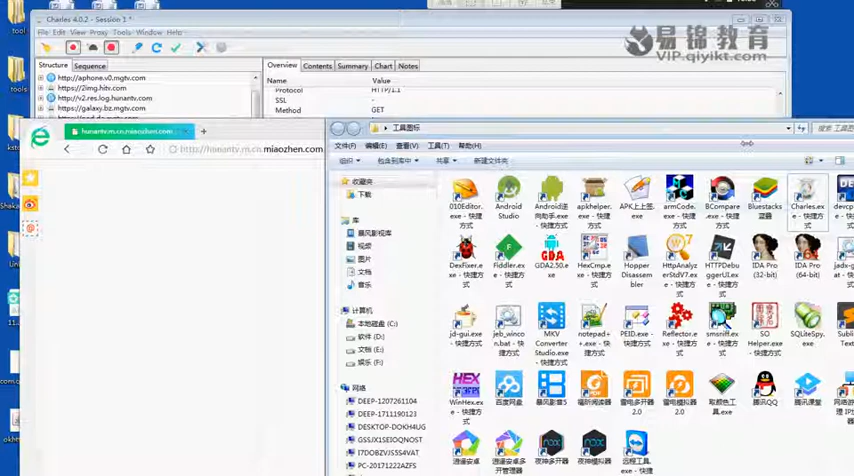 tool
Charles 4.0.2 - Session 1 *
File Edit View Proxy Tools Window Help
易锦教育
VIP.qiyikt.com
Structure Sequence
Overview Contents Summary Chart Notes
Name Value
http://aphone.v0.mgtv.com
https://2img.hitv.com
http://v2.res.log.hunantv.com
https://galaxy.bz.mgtv.com
Protocol HTTP/1.1
SSL -
Method GET
hunantv.m.cn.miaozhen.com
http://hunantv.m.cn.miaozhen.com
工具图标
文件(F) 编辑(E) 查看(V) 工具(T) 帮助(H)
组织 包含到库中 共享 新建文件夹
收藏夹
下载
库
暴风影视库
视频
图片
文档
音乐
计算机
本地磁盘 (C:)
软件 (D:)
文档 (E:)
娱乐 (F:)
网络
DEEP-1207261104
DEEP-1711190123
DESKTOP-DOKUHG
GSSJX1SEIOQNOST
I7DOBZVJ5SST4AP
PC-20171222AZFS
010Editor.exe - 快捷方式
Android Studio
Android逆向助手.exe - 快捷方式
apkhelper.exe - 快捷方式
APK上上签.exe
armCode.exe - 快捷方式
BCompare.exe - 快捷方式
Bluestacks 蓝叠
Charles.exe - 快捷方式
DexFixer.exe - 快捷方式
Fiddler.exe - 快捷方式
GDA2.50.exe
HexCmp.exe - 快捷方式
Hopper Disassembler
HttpAnalyzerStdV7.exe - 快捷方式
HTTPDebuggerUI.exe - 快捷方式
IDA Pro (32-bit)
IDA Pro (64-bit)
jd-gui.exe - 快捷方式
jeb_wincon.bat - 快捷方式
MKV Converter Studio.exe - 快捷方式
notepad++.exe - 快捷方式
PEID.exe - 快捷方式
Reflector.exe - 快捷方式
smsniff.exe - 快捷方式
SO Helper.exe - 快捷方式
SQLiteSpy.exe
WinHex.exe - 快捷方式
百度网盘
暴风影音5
福昕阅读器
雷电多开器2.0
雷电模拟器2.0
取颜色工具.exe
腾讯QQ
腾讯课堂
逍遥安卓
逍遥安卓多开管理器
夜神多开器
夜神模拟器
远程工具.exe - 快捷方式